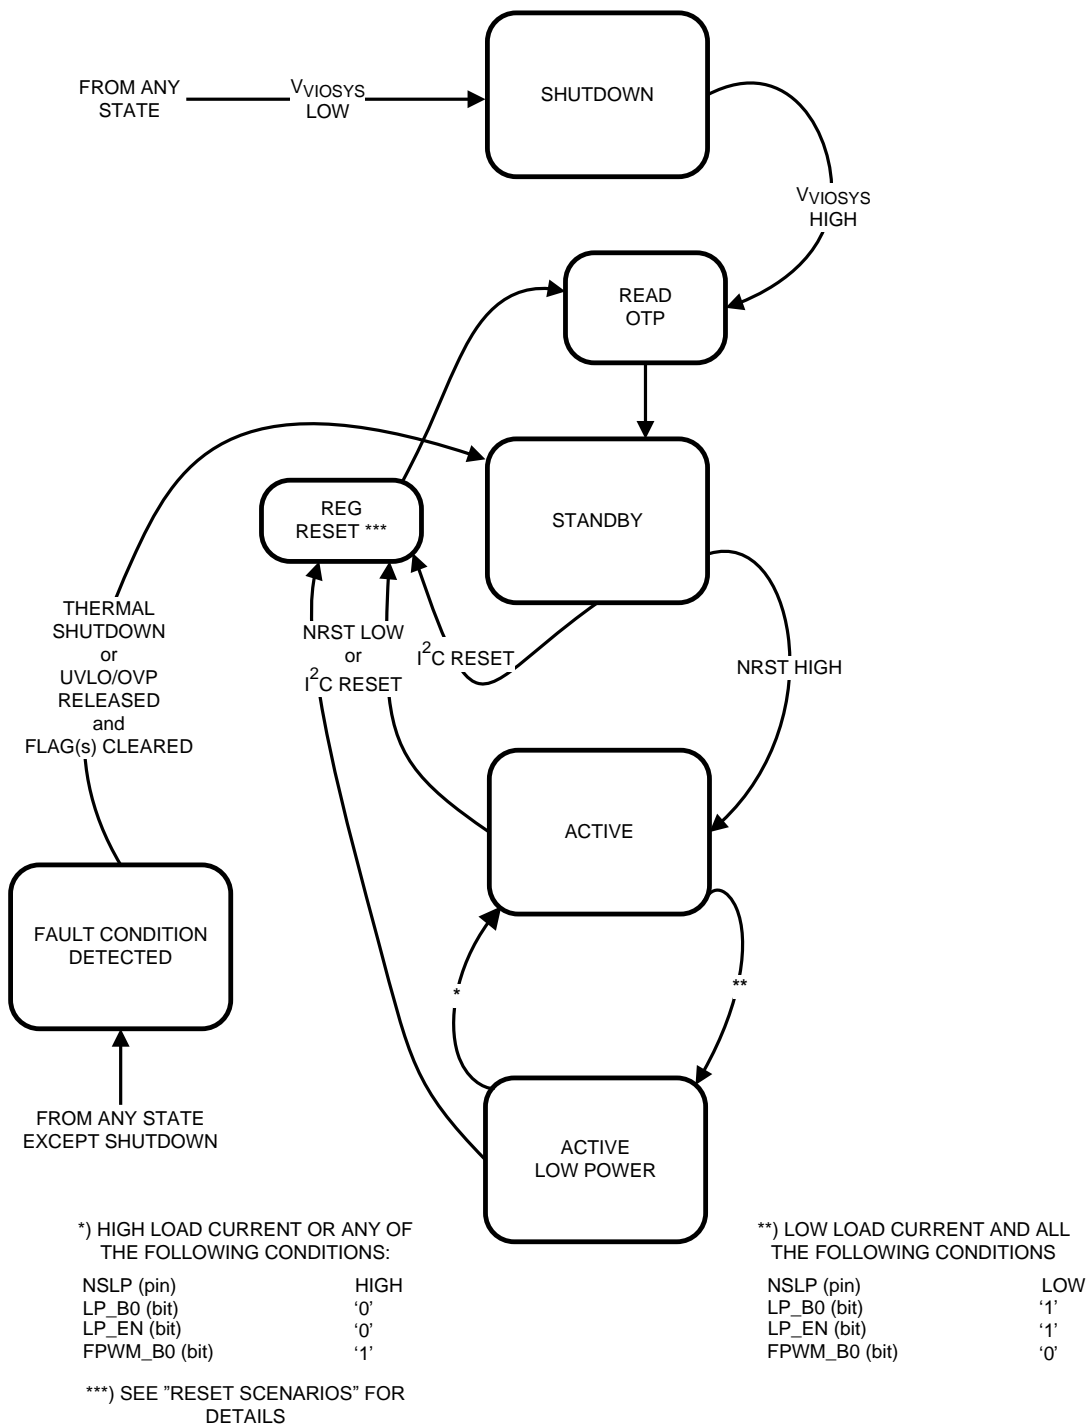 SHUTDOWN
FROM ANY
STATE
VVIOSYS
LOW
VVIOSYS
HIGH
READ
OTP
STANDBY
REG
RESET ***
THERMAL
SHUTDOWN
or
UVLO/OVP
RELEASED
and
FLAG(s) CLEARED
NRST LOW
or
I2C RESET
I2C RESET
NRST HIGH
ACTIVE
FAULT CONDITION
DETECTED
*
**
FROM ANY STATE
EXCEPT SHUTDOWN
ACTIVE
LOW POWER
*) HIGH LOAD CURRENT OR ANY OF
THE FOLLOWING CONDITIONS:
NSLP (pin) HIGH
LP_B0 (bit) ‘0’
LP_EN (bit) ‘0’
FPWM_B0 (bit) ‘1’
***) SEE ”RESET SCENARIOS” FOR
DETAILS
**) LOW LOAD CURRENT AND ALL
THE FOLLOWING CONDITIONS
NSLP (pin) LOW
LP_B0 (bit) ‘1’
LP_EN (bit) ‘1’
FPWM_B0 (bit) ‘0’